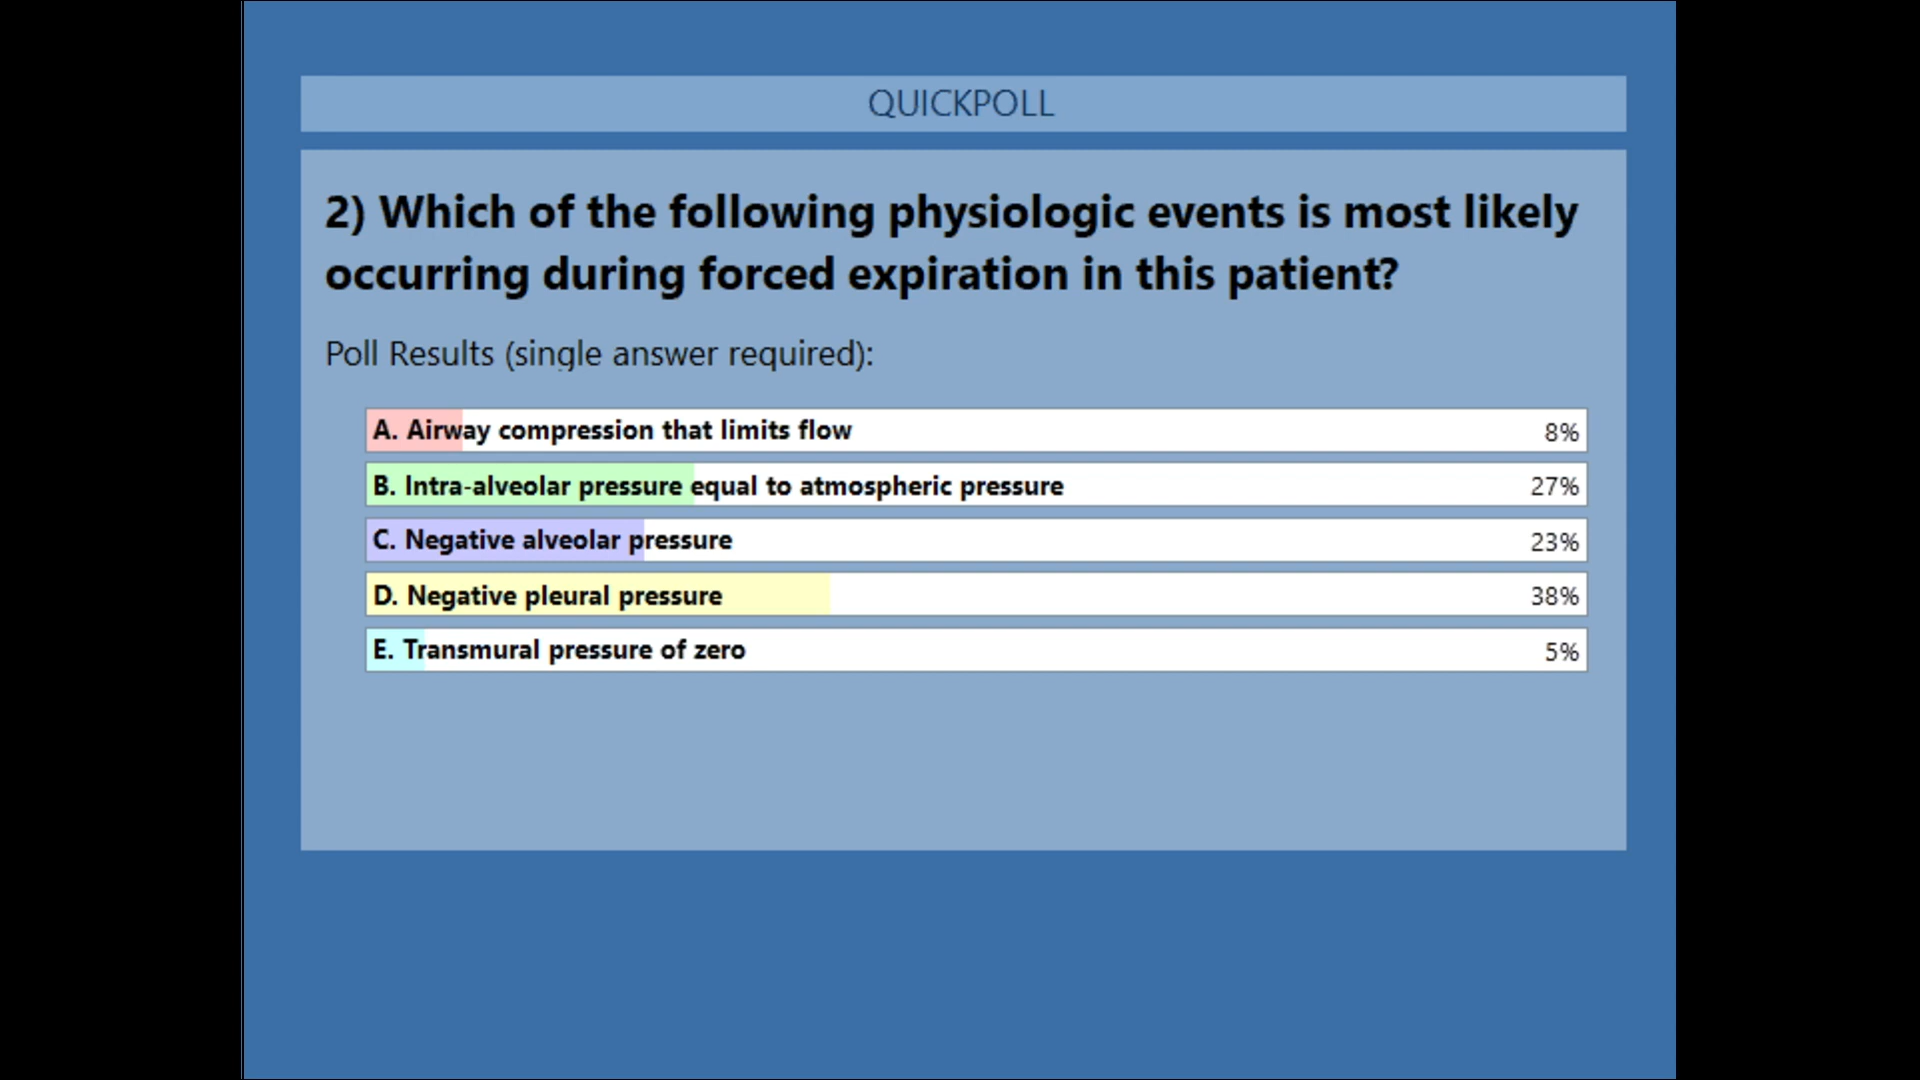 QUICKPOLL
2) Which of the following physiologic events is most likely
occurring during forced expiration in this patient?
Poll Results (single answer required):
A. Airway compression that limits flow 8%
B. Intra-alveolar pressure equal to atmospheric pressure 27%
C. Negative alveolar pressure 23%
D. Negative pleural pressure 38%
E. Transmural pressure of zero 5%